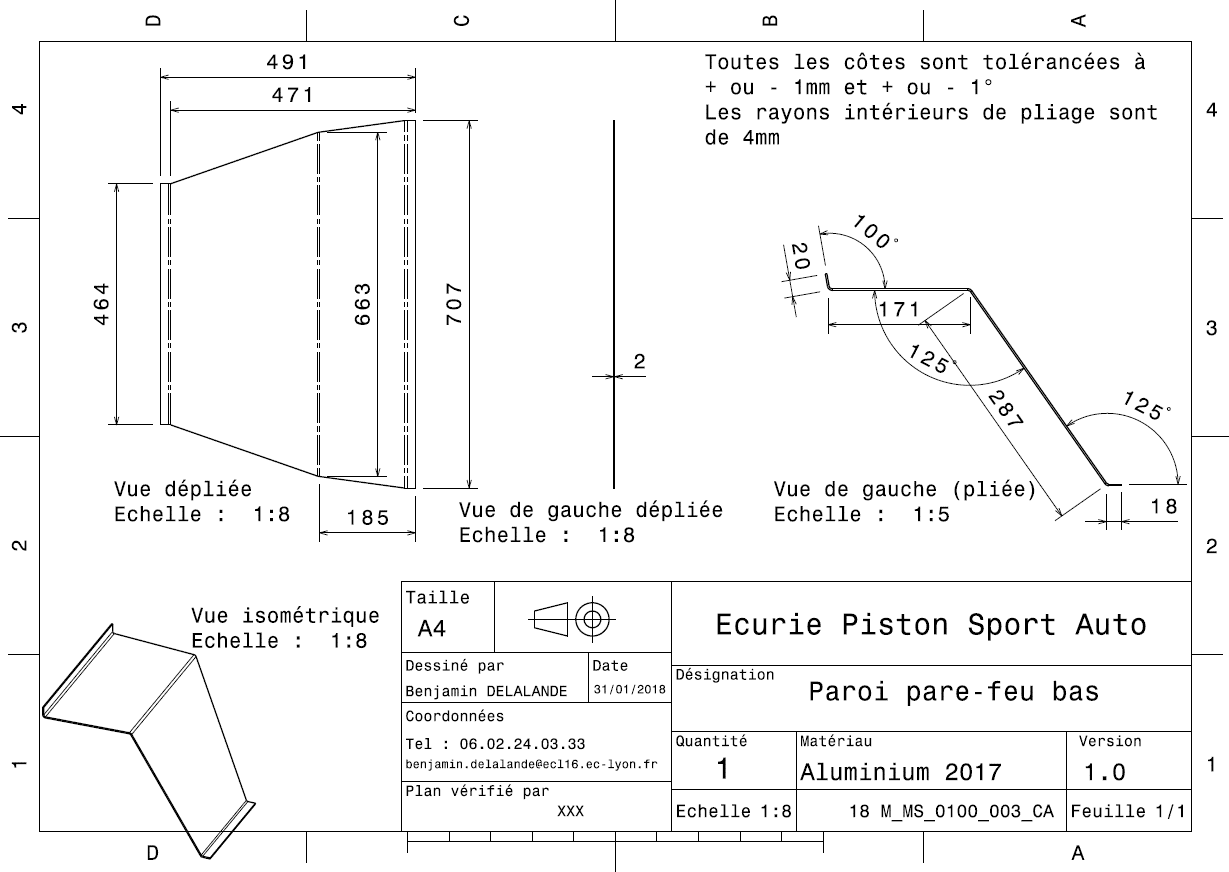 D
C
B
A
4
4
3
3
2
2
1
1
D
A
491
471
464
663
707
185
2
Toutes les côtes sont tolérancées à
+ ou - 1mm et + ou - 1°
Les rayons intérieurs de pliage sont
de 4mm
100°
20
171
125°
287
125°
18
Vue dépliée
Echelle : 1:8
Vue de gauche dépliée
Echelle : 1:8
Vue de gauche (pliée)
Echelle : 1:5
Vue isométrique
Echelle : 1:8
Taille
A4
Dessiné par
Benjamin DELALANDE
Date
31/01/2018
Coordonnées
Tel : 06.02.24.03.33
benjamin.delalande@ecl16.ec-lyon.fr
Plan vérifié par
XXX
Ecurie Piston Sport Auto
Désignation
Paroi pare-feu bas
Quantité
1
Matériau
Aluminium 2017
Version
1.0
Echelle 1:8
18 M_MS_0100_003_CA
Feuille 1/1